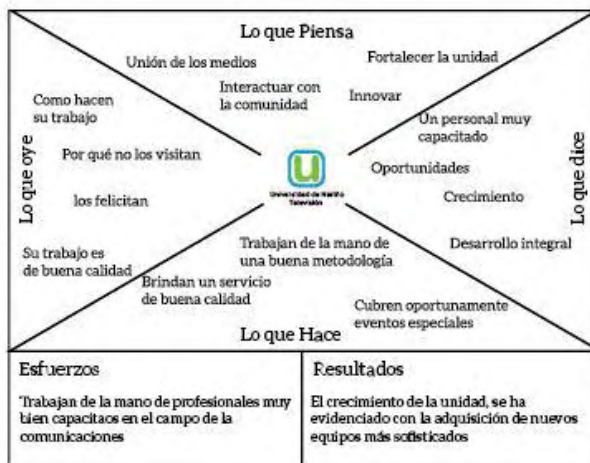 Lo que Piensa
Unión de los medios
Fortalecer la unidad
Interactuar con
la comunidad
Innovar
Lo que oye
Como hacen
su trabajo
Por qué no los visitan
los felicitan
Su trabajo es
de buena calidad
Universidad de Nariño
Televisión
Lo que dice
Un personal muy
capacitado
Oportunidades
Crecimiento
Desarrollo integral
Trabajan de la mano de
una buena metodología
Brindan un servicio
de buena calidad
Cubren oportunamente
eventos especiales
Lo que Hace
Esfuerzos
Trabajan de la mano de profesionales muy
bien capacitaos en el campo de la
comunicaciones
Resultados
El crecimiento de la unidad, se ha
evidenciado con la adquisición de nuevos
equipos más sofisticados